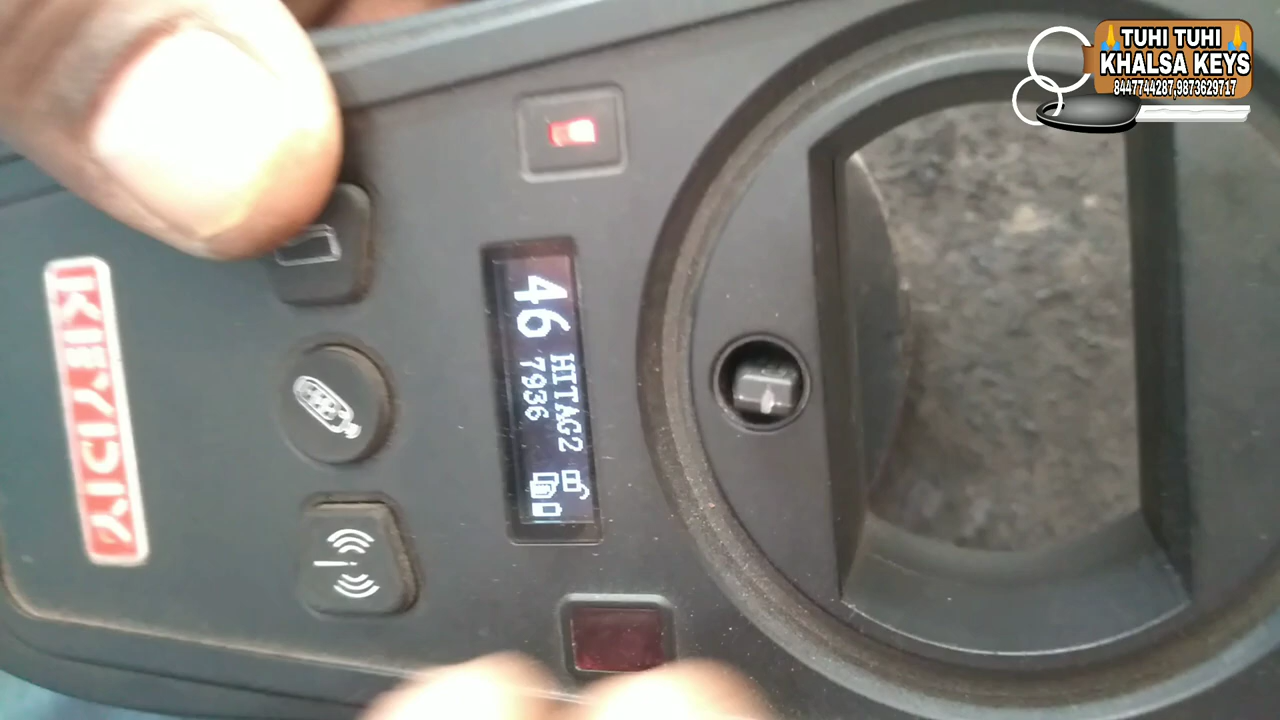 TUHI TUHI
KHALSA KEYS
8447744287,9873629717
46 HITAG2
7936
KEYDIY